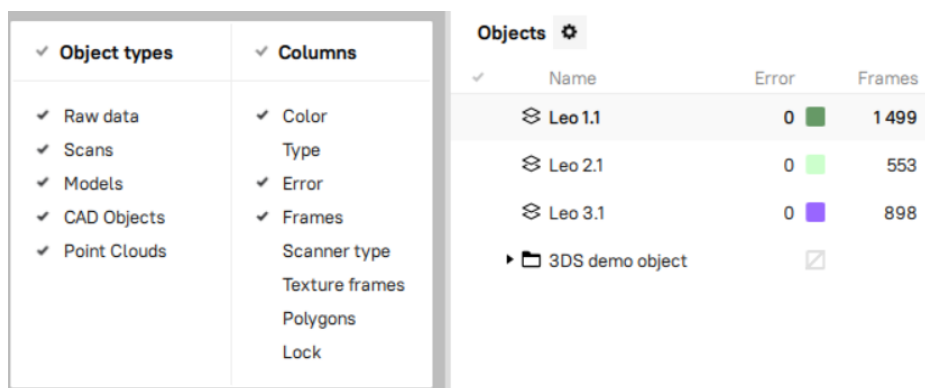 Object types
Raw data
Scans
Models
CAD Objects
Point Clouds
Columns
Color
Type
Error
Frames
Scanner type
Texture frames
Polygons
Lock
Objects
Name Error Frames
Leo 1.1 0 1 499
Leo 2.1 0 553
Leo 3.1 0 898
3DS demo object